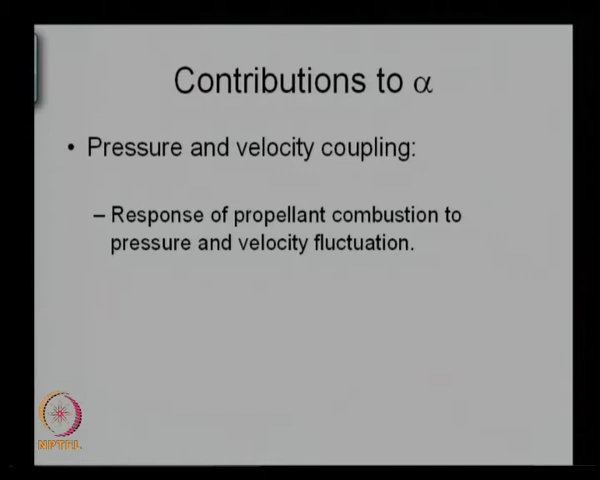 Contributions to α
• Pressure and velocity coupling:
– Response of propellant combustion to
pressure and velocity fluctuation.
NPTEL